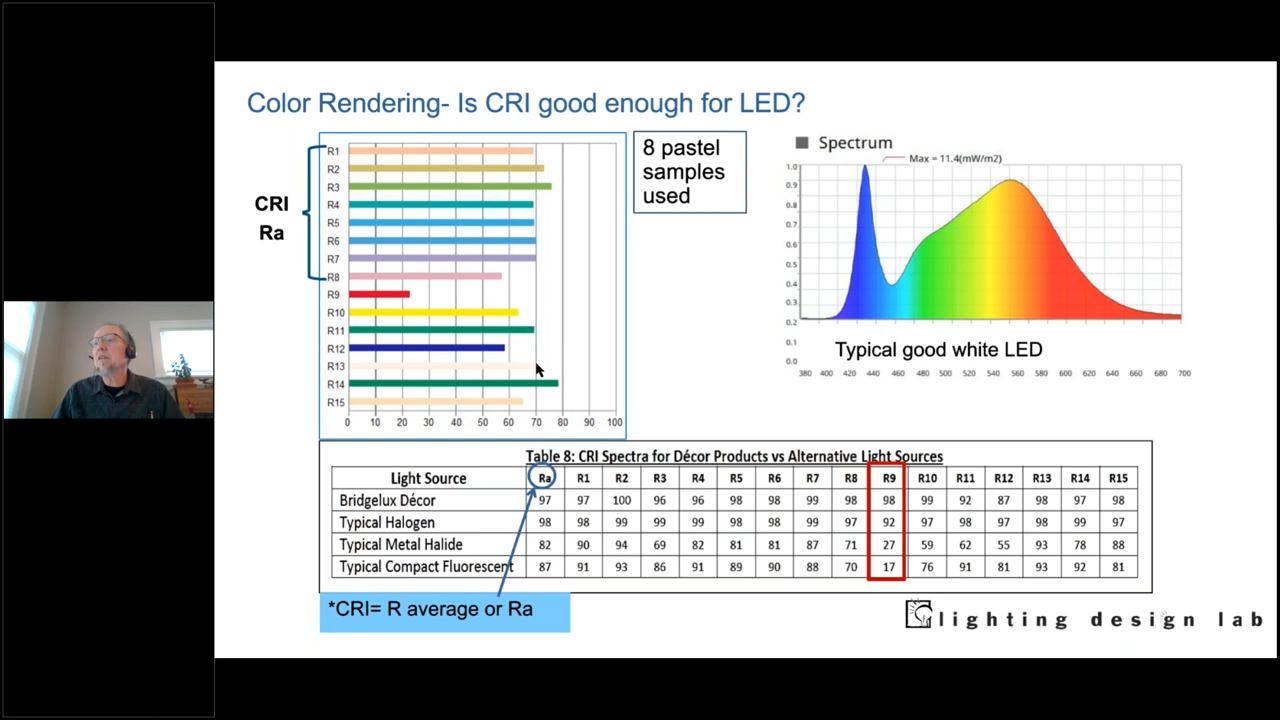 Color Rendering- Is CRI good enough for LED?
CRI
Ra
R1
R2
R3
R4
R5
R6
R7
R8
R9
R10
R11
R12
R13
R14
R15
0 10 20 30 40 50 60 70 80 90 100
8 pastel
samples
used
Spectrum
Max = 11.4(mW/m2)
1.0
0.9
0.8
0.7
0.6
0.5
0.4
0.3
0.2
0.1
0.0
380 400 420 440 460 480 500 520 540 560 580 600 620 640 660 680 700
Typical good white LED
Table 8: CRI Spectra for Décor Products vs Alternative Light Sources
Light Source Ra R1 R2 R3 R4 R5 R6 R7 R8 R9 R10 R11 R12 R13 R14 R15
Bridgelux Décor 97 97 100 96 96 98 98 99 98 98 99 92 87 98 97 98
Typical Halogen 98 98 99 99 99 98 98 99 97 92 97 98 97 98 99 97
Typical Metal Halide 82 90 94 69 82 81 81 87 71 27 59 62 55 93 78 88
Typical Compact Fluorescent 87 91 93 86 91 89 90 88 70 17 76 91 81 93 92 81
*CRI= R average or Ra
lighting design lab